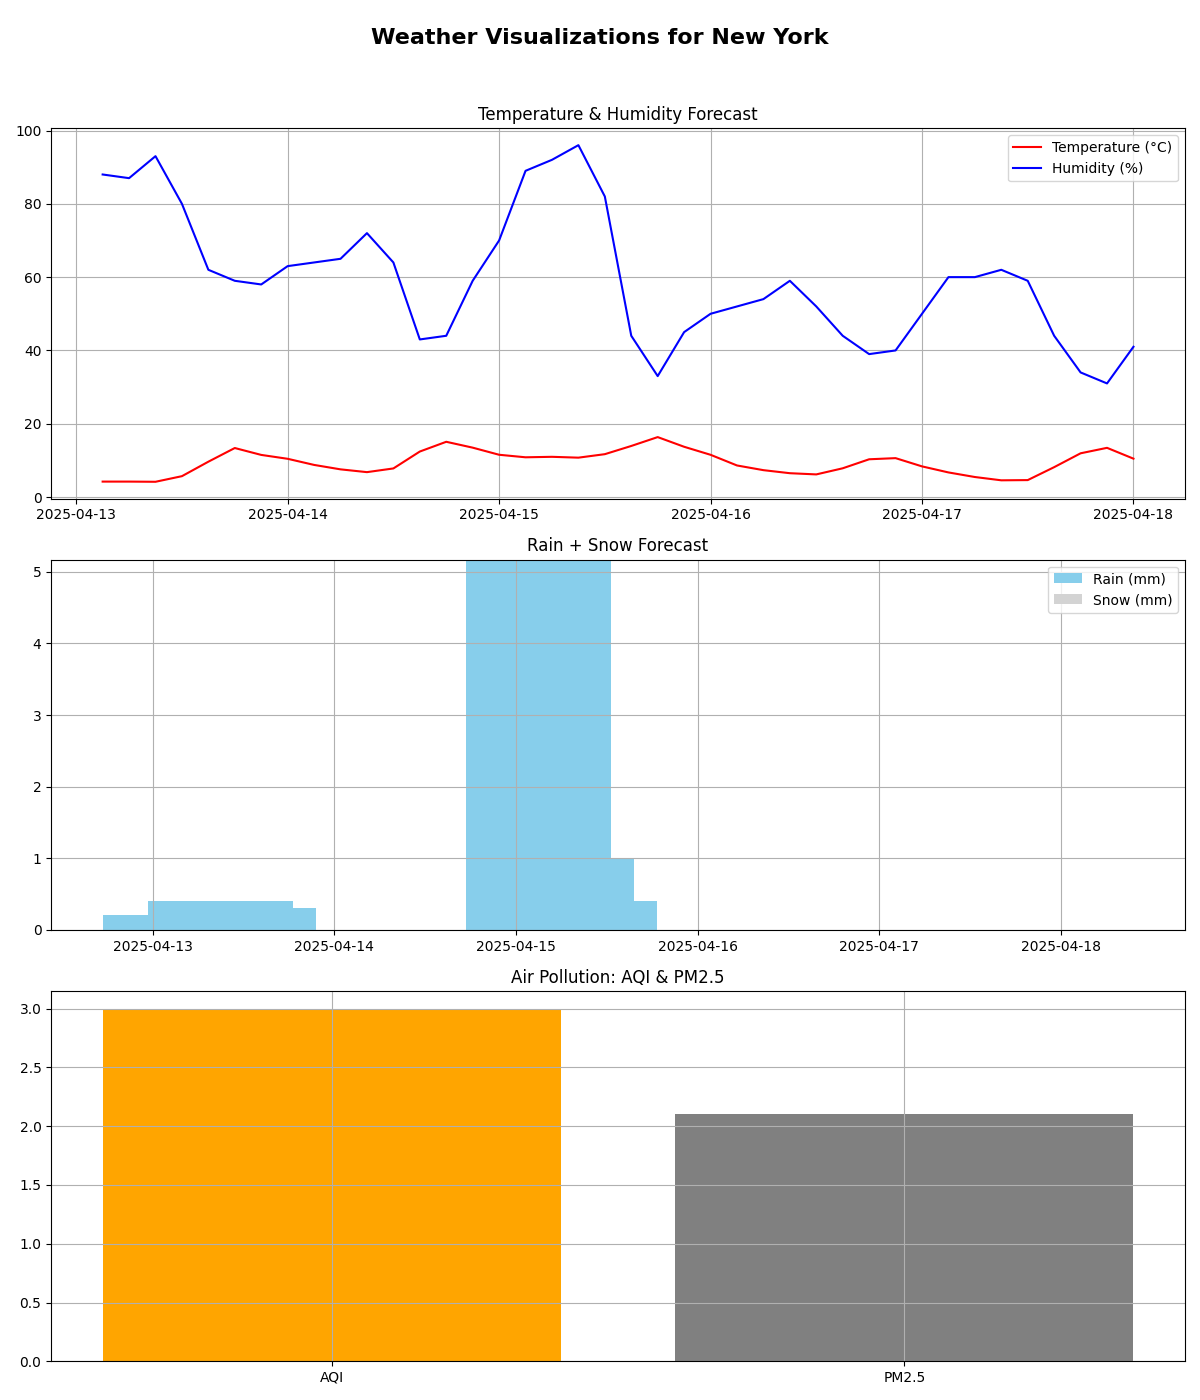 Weather Visualizations for New York
Temperature & Humidity Forecast
Temperature (°C)
Humidity (%)
100
80
60
40
20
0
2025-04-13 2025-04-14 2025-04-15 2025-04-16 2025-04-17 2025-04-18
Rain + Snow Forecast
Rain (mm)
Snow (mm)
5
4
3
2
1
0
2025-04-13 2025-04-14 2025-04-15 2025-04-16 2025-04-17 2025-04-18
Air Pollution: AQI & PM2.5
3.0
2.5
2.0
1.5
1.0
0.5
0.0
AQI PM2.5